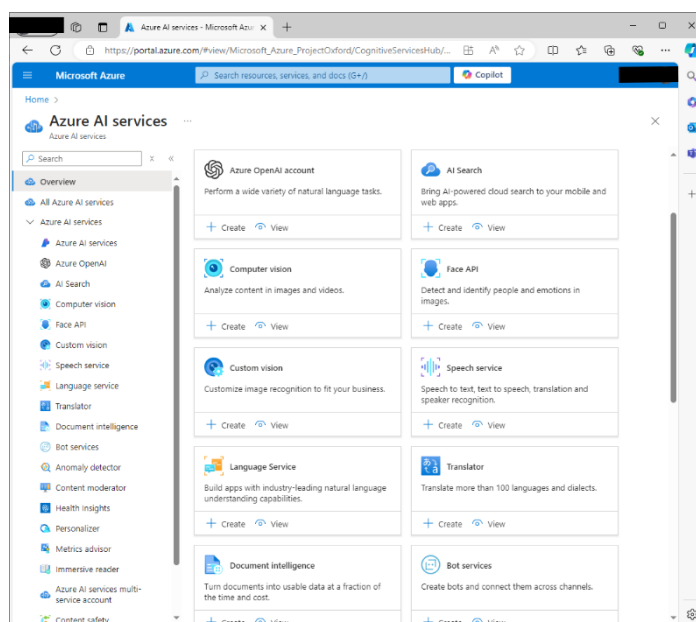 Azure AI services - Microsoft Azur
https://portal.azure.com/#view/Microsoft_Azure_ProjectOxford/CognitiveServicesHub/...
Microsoft Azure
Search resources, services, and docs (G+/)
Copilot
Home >
Azure AI services
Azure AI services
Search
Overview
All Azure AI services
Azure AI services
Azure AI services
Azure OpenAI
AI Search
Computer vision
Face API
Custom vision
Speech service
Language service
Translator
Document intelligence
Bot services
Anomaly detector
Content moderator
Health Insights
Personalizer
Metrics advisor
Immersive reader
Azure AI services multi-
service account
Content safety
Azure OpenAI account
Perform a wide variety of natural language tasks.
+ Create View
AI Search
Bring AI-powered cloud search to your mobile and
web apps.
+ Create View
Computer vision
Analyze content in images and videos.
+ Create View
Face API
Detect and identify people and emotions in
images.
+ Create View
Custom vision
Customize image recognition to fit your business.
+ Create View
Speech service
Speech to text, text to speech, translation and
speaker recognition.
+ Create View
Language Service
Build apps with industry-leading natural language
understanding capabilities.
+ Create View
Translator
Translate more than 100 languages and dialects.
+ Create View
Document intelligence
Turn documents into usable data at a fraction of
the time and cost.
+ Create View
Bot services
Create bots and connect them across channels.
+ Create View